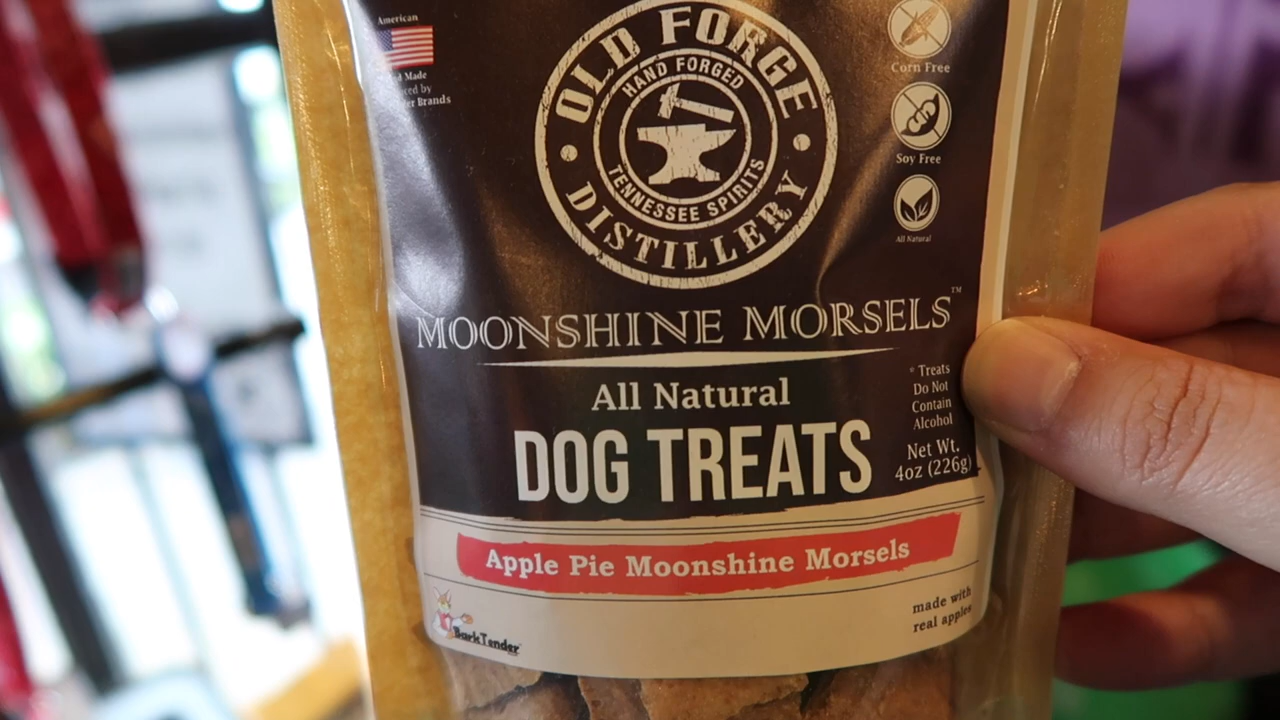 American
Made
by
Brands
OLD FORGE
HAND FORGED
TENNESSEE SPIRITS
DISTILLERY
Corn Free
Soy Free
All Natural
MOONSHINE MORSELS™
All Natural
DOG TREATS
* Treats
Do Not
Contain
Alcohol
Net Wt.
4oz (226g)
Apple Pie Moonshine Morsels
BarkTender
made with
real apples